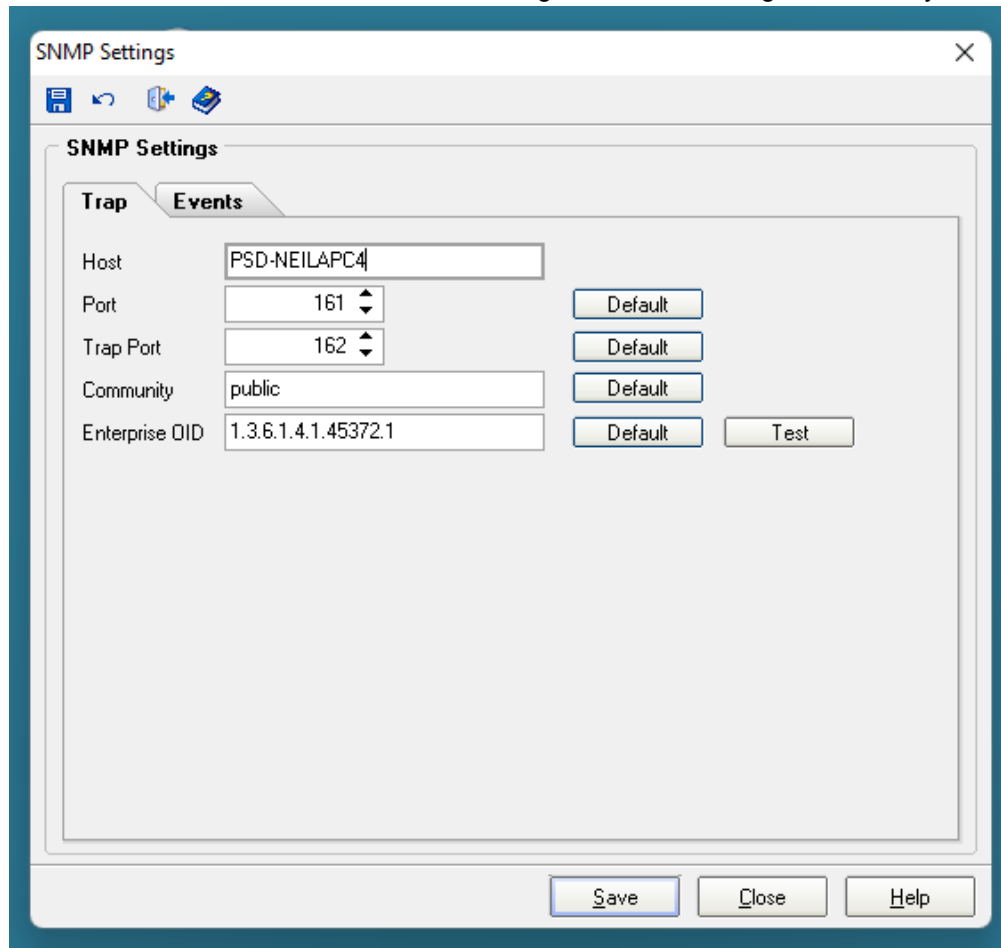 SNMP Settings
SNMP Settings
Trap Events
Host PSD-NEILAPC4
Port 161 Default
Trap Port 162 Default
Community public Default
Enterprise OID 1.3.6.1.4.1.45372.1 Default Test
Save Close Help